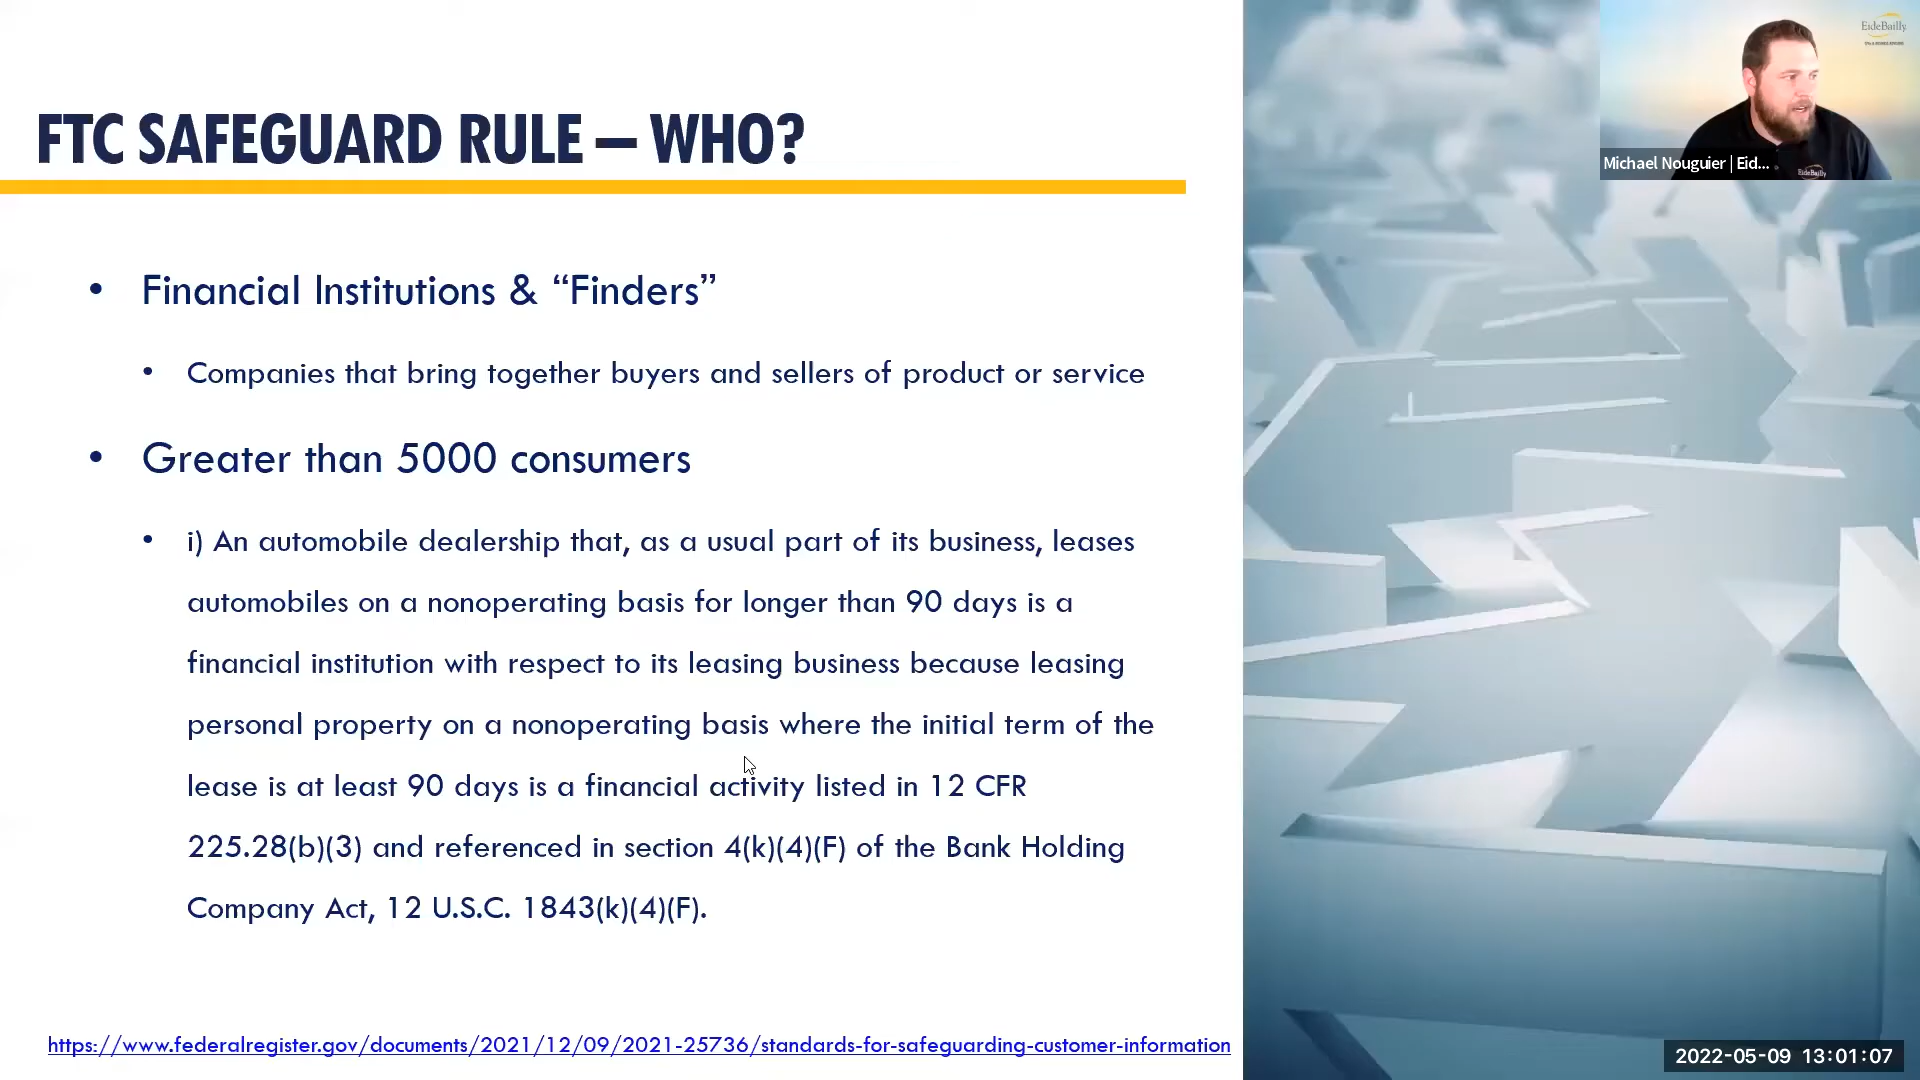 EideBailly
Michael Nouguier | Eid...
EideBailly
FTC SAFEGUARD RULE – WHO?
• Financial Institutions & “Finders”
• Companies that bring together buyers and sellers of product or service
• Greater than 5000 consumers
• i) An automobile dealership that, as a usual part of its business, leases
automobiles on a nonoperating basis for longer than 90 days is a
financial institution with respect to its leasing business because leasing
personal property on a nonoperating basis where the initial term of the
lease is at least 90 days is a financial activity listed in 12 CFR
225.28(b)(3) and referenced in section 4(k)(4)(F) of the Bank Holding
Company Act, 12 U.S.C. 1843(k)(4)(F).
https://www.federalregister.gov/documents/2021/12/09/2021-25736/standards-for-safeguarding-customer-information
2022-05-09 13:01:07